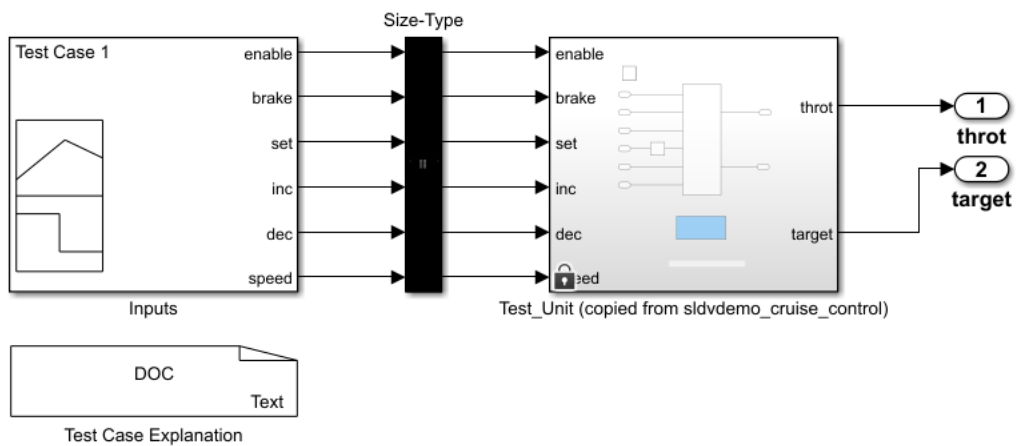 Size-Type
Test Case 1
enable
brake
set
inc
dec
speed
Inputs
enable
brake
set
inc
dec
eed
throt
target
Test_Unit (copied from sldvdemo_cruise_control)
1
throt
2
target
DOC
Text
Test Case Explanation